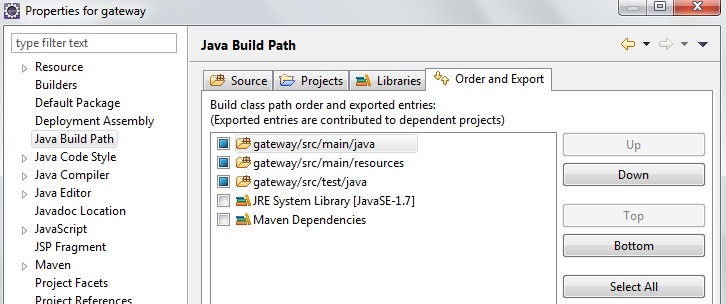 Properties for gateway
type filter text
Resource
Builders
Default Package
Deployment Assembly
Java Build Path
Java Code Style
Java Compiler
Java Editor
Javadoc Location
JavaScript
JSP Fragment
Maven
Project Facets
Project References
Java Build Path
Source
Projects
Libraries
Order and Export
Build class path order and exported entries:
(Exported entries are contributed to dependent projects)
gateway/src/main/java
gateway/src/main/resources
gateway/src/test/java
JRE System Library [JavaSE-1.7]
Maven Dependencies
Up
Down
Top
Bottom
Select All